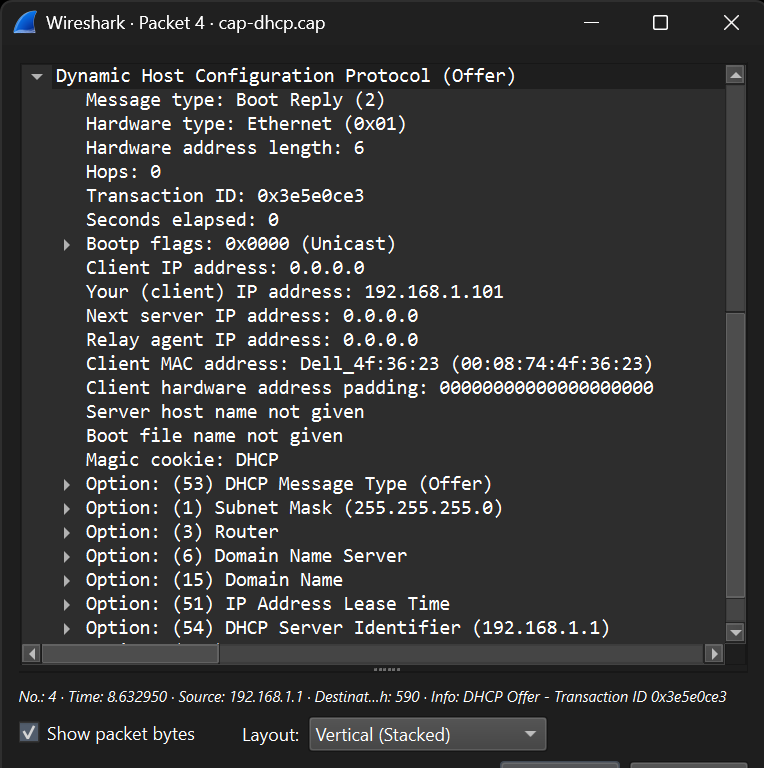 Wireshark · Packet 4 · cap-dhcp.cap
Dynamic Host Configuration Protocol (Offer)
Message type: Boot Reply (2)
Hardware type: Ethernet (0x01)
Hardware address length: 6
Hops: 0
Transaction ID: 0x3e5e0ce3
Seconds elapsed: 0
Bootp flags: 0x0000 (Unicast)
Client IP address: 0.0.0.0
Your (client) IP address: 192.168.1.101
Next server IP address: 0.0.0.0
Relay agent IP address: 0.0.0.0
Client MAC address: Dell_4f:36:23 (00:08:74:4f:36:23)
Client hardware address padding: 00000000000000000000
Server host name not given
Boot file name not given
Magic cookie: DHCP
Option: (53) DHCP Message Type (Offer)
Option: (1) Subnet Mask (255.255.255.0)
Option: (3) Router
Option: (6) Domain Name Server
Option: (15) Domain Name
Option: (51) IP Address Lease Time
Option: (54) DHCP Server Identifier (192.168.1.1)
No.: 4 · Time: 8.632950 · Source: 192.168.1.1 · Destinat...h: 590 · Info: DHCP Offer - Transaction ID 0x3e5e0ce3
Show packet bytes
Layout: Vertical (Stacked)